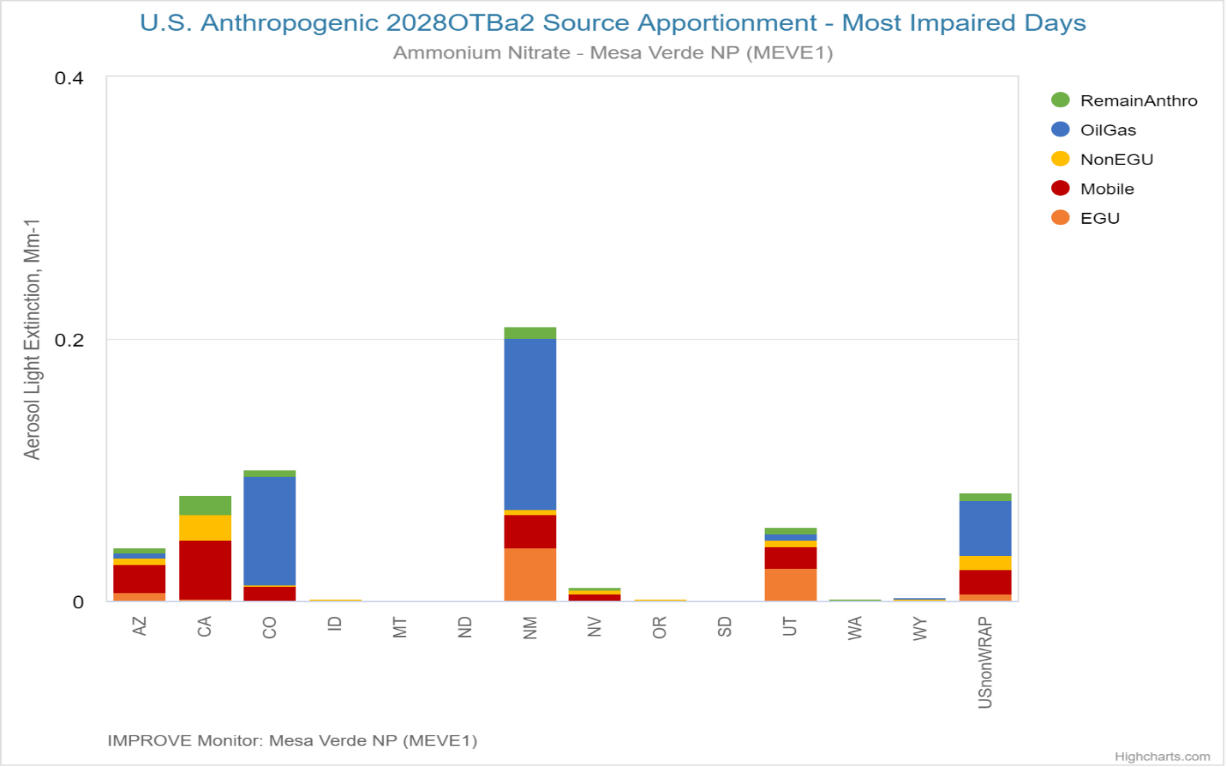 U.S. Anthropogenic 2028OTBa2 Source Apportionment - Most Impaired Days
Ammonium Nitrate - Mesa Verde NP (MEVE1)
Aerosol Light Extinction, Mm-1
0.4
0.2
0
AZ
CA
CO
ID
MT
ND
NM
NV
OR
SD
UT
WA
WY
USnonWRAP
RemainAnthro
OilGas
NonEGU
Mobile
EGU
IMPROVE Monitor: Mesa Verde NP (MEVE1)
Highcharts.com